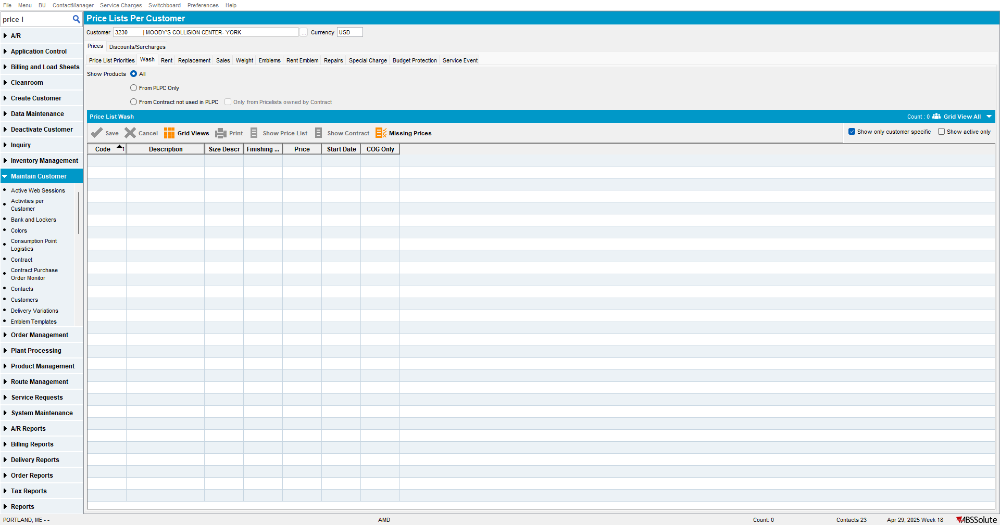 File Menu BU ContactManager Service Charges Switchboard Preferences Help
price l
Price Lists Per Customer
Customer 3230 | MOODY'S COLLISION CENTER- YORK ... Currency USD
Prices Discounts/Surcharges
Price List Priorities Wash Rent Replacement Sales Weight Emblems Rent Emblem Repairs Special Charge Budget Protection Service Event
Show Products All
From PLPC Only
From Contract not used in PLPC Only from Pricelists owned by Contract
Price List Wash Count : 0 Grid View All
Save Cancel Grid Views Print Show Price List Show Contract Missing Prices Show only customer specific Show active only
Code 1 Description Size Descr Finishing ... Price Start Date COG Only
A/R
Application Control
Billing and Load Sheets
Cleanroom
Create Customer
Data Maintenance
Deactivate Customer
Inquiry
Inventory Management
Maintain Customer
Active Web Sessions
Activities per
Customer
Bank and Lockers
Colors
Consumption Point
Logistics
Contract
Contract Purchase
Order Monitor
Contacts
Customers
Delivery Variations
Emblem Templates
Order Management
Plant Processing
Product Management
Route Management
Service Requests
System Maintenance
A/R Reports
Billing Reports
Delivery Reports
Order Reports
Tax Reports
Reports
PORTLAND, ME - - AMD Count: 0 Contacts 23 Apr 29, 2025 Week 18 ABSSolute